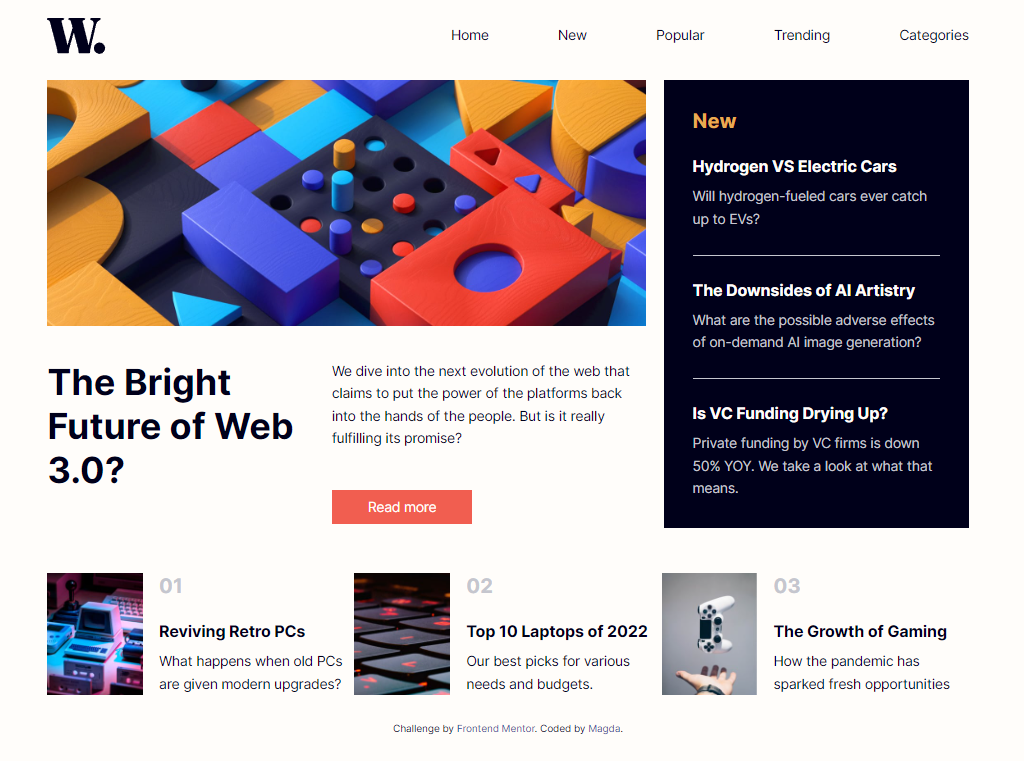 W.
Home New Popular Trending Categories
The Bright
Future of Web
3.0?
We dive into the next evolution of the web that
claims to put the power of the platforms back
into the hands of the people. But is it really
fulfilling its promise?
Read more
New
Hydrogen VS Electric Cars
Will hydrogen-fueled cars ever catch
up to EVs?
The Downsides of AI Artistry
What are the possible adverse effects
of on-demand AI image generation?
Is VC Funding Drying Up?
Private funding by VC firms is down
50% YOY. We take a look at what that
means.
01
Reviving Retro PCs
What happens when old PCs
are given modern upgrades?
02
Top 10 Laptops of 2022
Our best picks for various
needs and budgets.
03
The Growth of Gaming
How the pandemic has
sparked fresh opportunities
Challenge by Frontend Mentor. Coded by Magda.